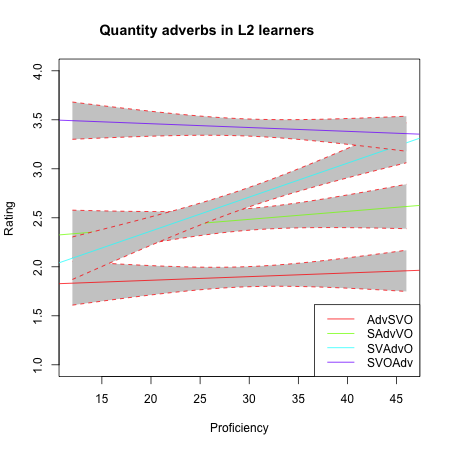 Quantity adverbs in L2 learners
4.0
3.5
3.0
2.5
2.0
1.5
1.0
Rating
AdvSVO
SAdvVO
SVAdvO
SVOAdv
15 20 25 30 35 40 45
Proficiency